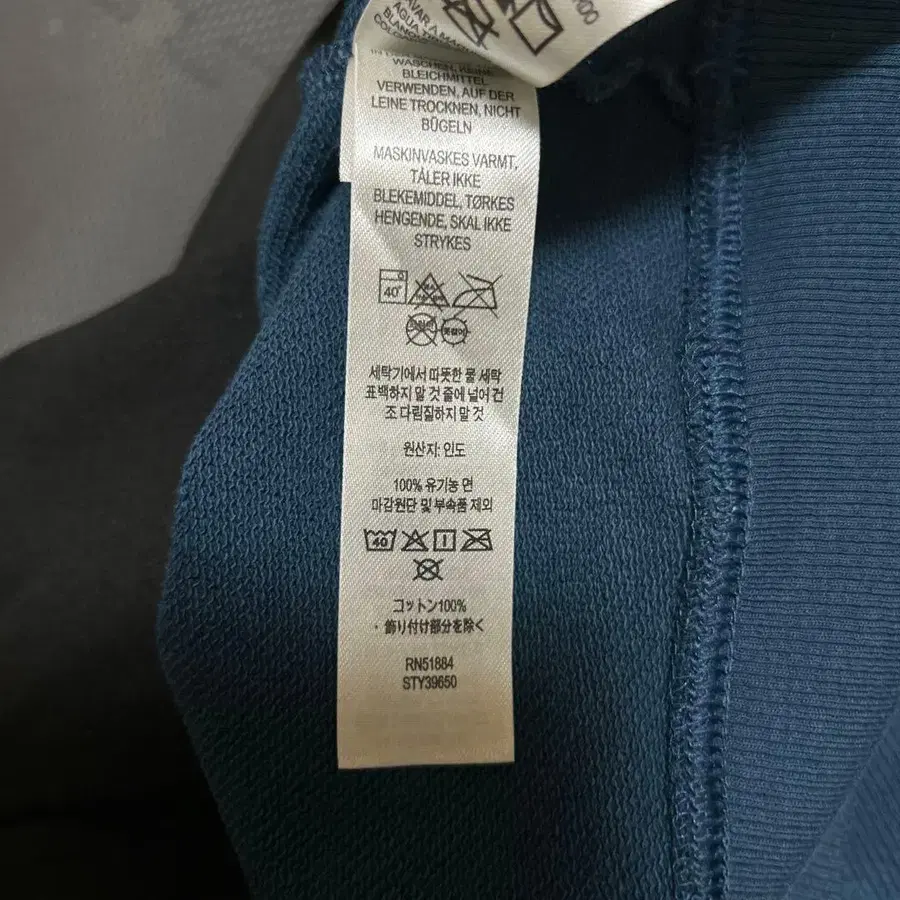 AGUA
BLANQ
COLO
WASCHEN, KEINE
BLEICHMITTEL
VERWENDEN, AUF DER
LEINE TROCKNEN, NICHT
BÜGELN
MASKINVASKES VARMT,
TÅLER IKKE
BLEKEMIDDEL, TØRKES
HENGENDE, SKAL IKKE
STRYKES
40°
세탁기에서 따뜻한 물 세탁
표백하지 말 것 줄에 널어 건
조 다림질하지 말 것
원산지: 인도
100% 유기농 면
마감원단 및 부속품 제외
40
コットン100%
・飾り付け部分を除く
RN51884
STY39650